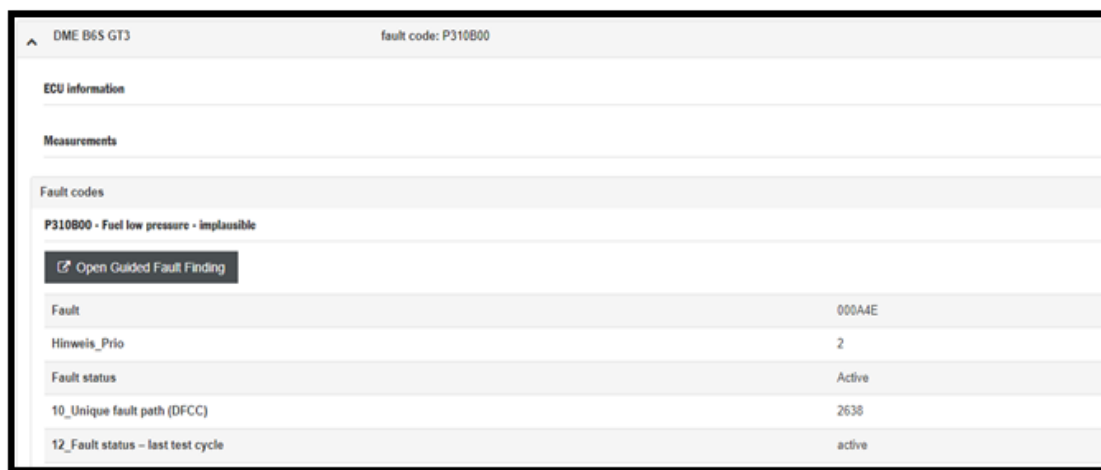 DME B6S GT3 fault code: P310B00
ECU information
Measurements
Fault codes
P310B00 - Fuel low pressure - implausible
Open Guided Fault Finding
Fault 000A4E
Hinweis_Prio 2
Fault status Active
10_Unique fault path (DFCC) 2638
12_Fault status – last test cycle active